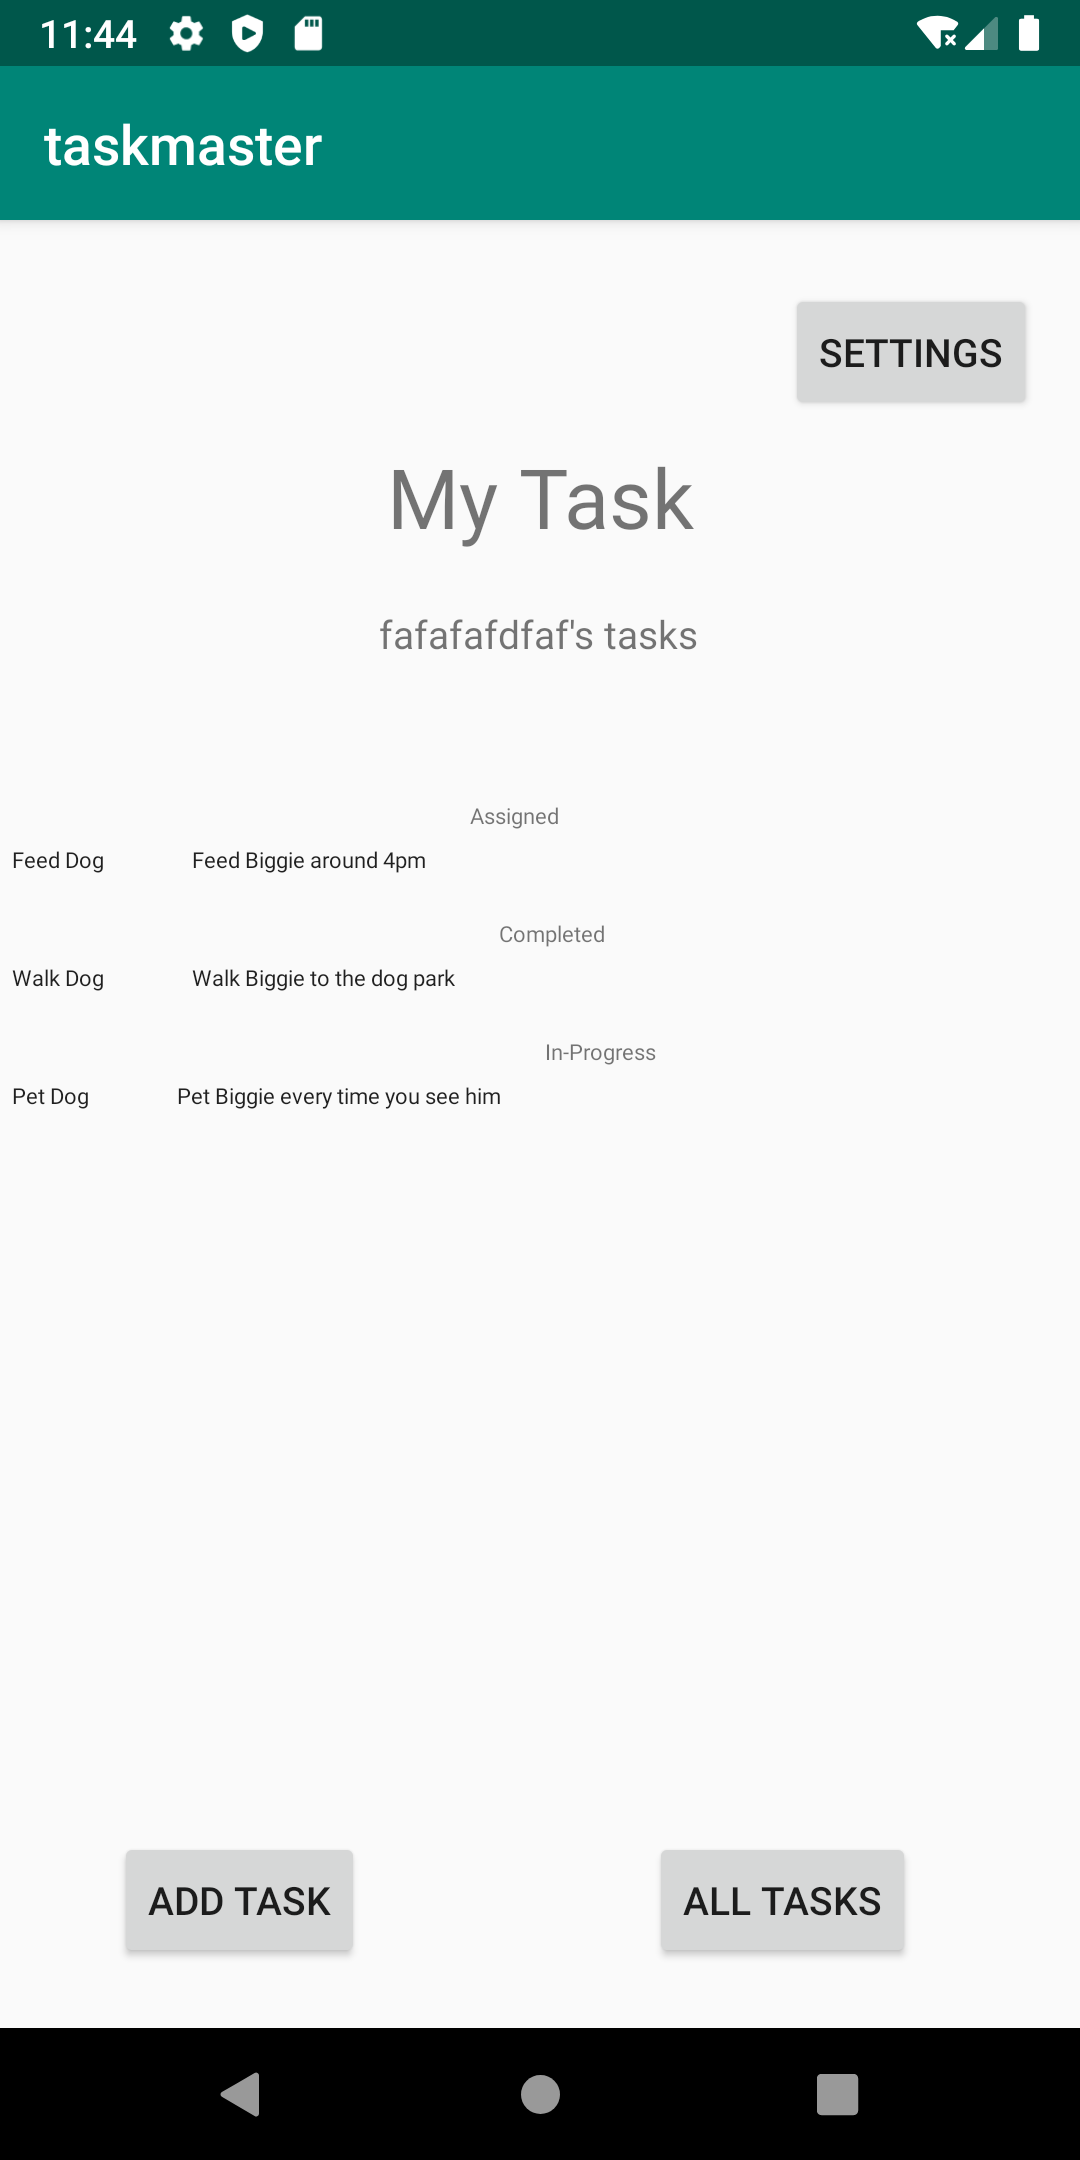 11:44
taskmaster
SETTINGS
My Task
fafafafdfaf's tasks
Assigned
Feed Dog Feed Biggie around 4pm
Completed
Walk Dog Walk Biggie to the dog park
In-Progress
Pet Dog Pet Biggie every time you see him
ADD TASK ALL TASKS